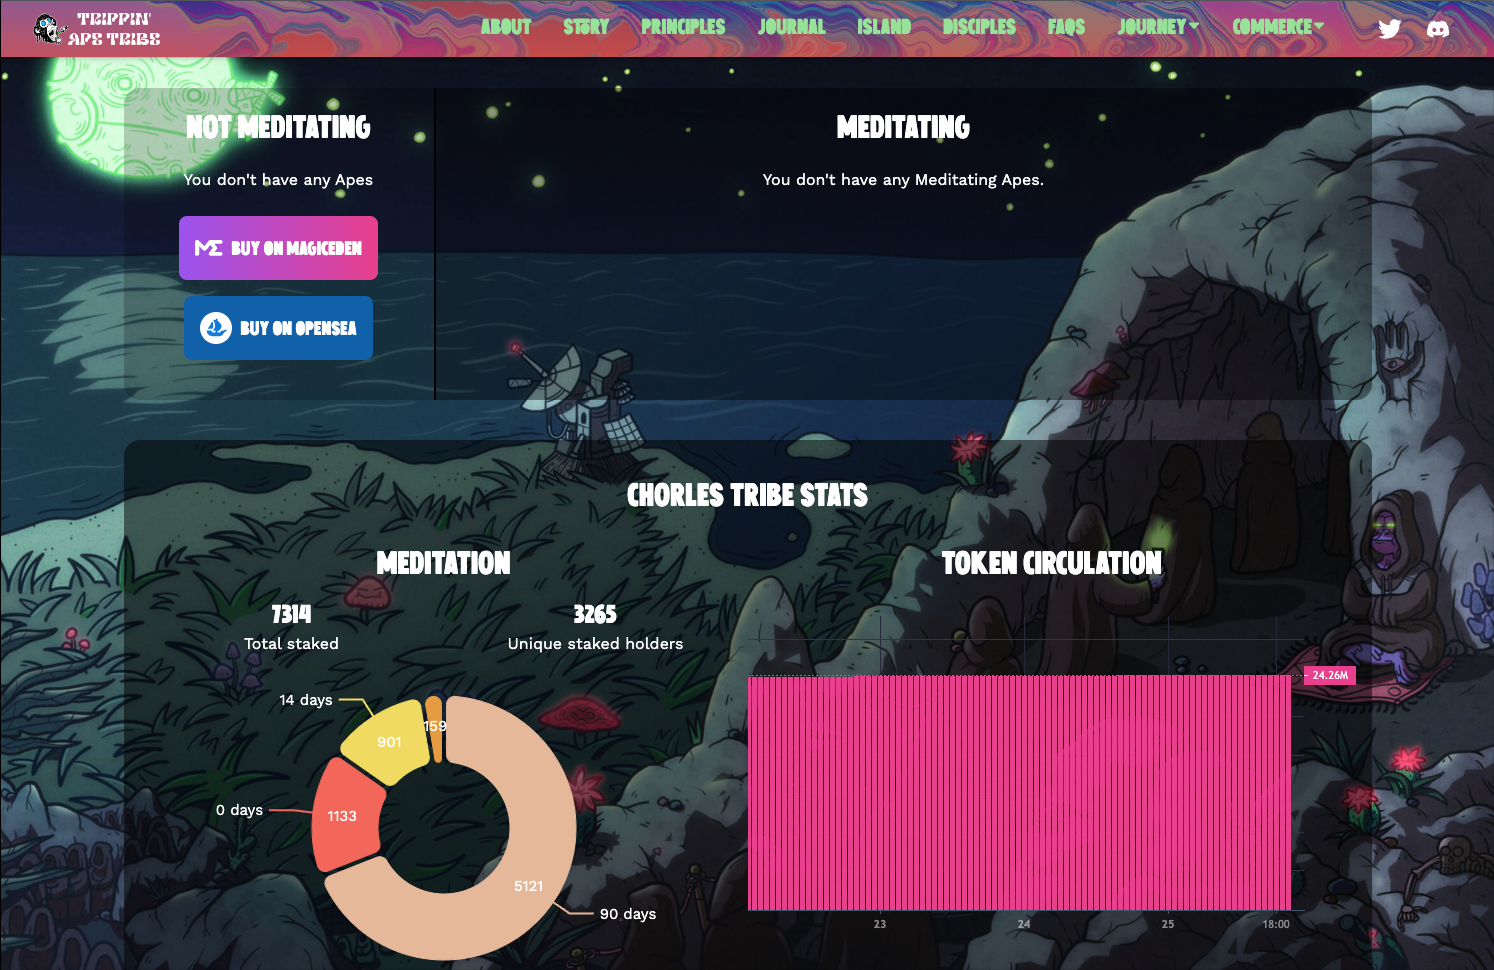 TRIPPIN'
APE TRIBE
ABOUT STORY PRINCIPLES JOURNAL ISLAND DISCIPLES FAQS JOURNEY COMMERCE
NOT MEDITATING
You don't have any Apes
BUY ON MAGICEDEN
BUY ON OPENSEA
MEDITATING
You don't have any Meditating Apes.
CHORLES TRIBE STATS
MEDITATION
7314
Total staked
3265
Unique staked holders
14 days
159
901
0 days
1133
5121
90 days
TOKEN CIRCULATION
24.26M
23 24 25 18:00